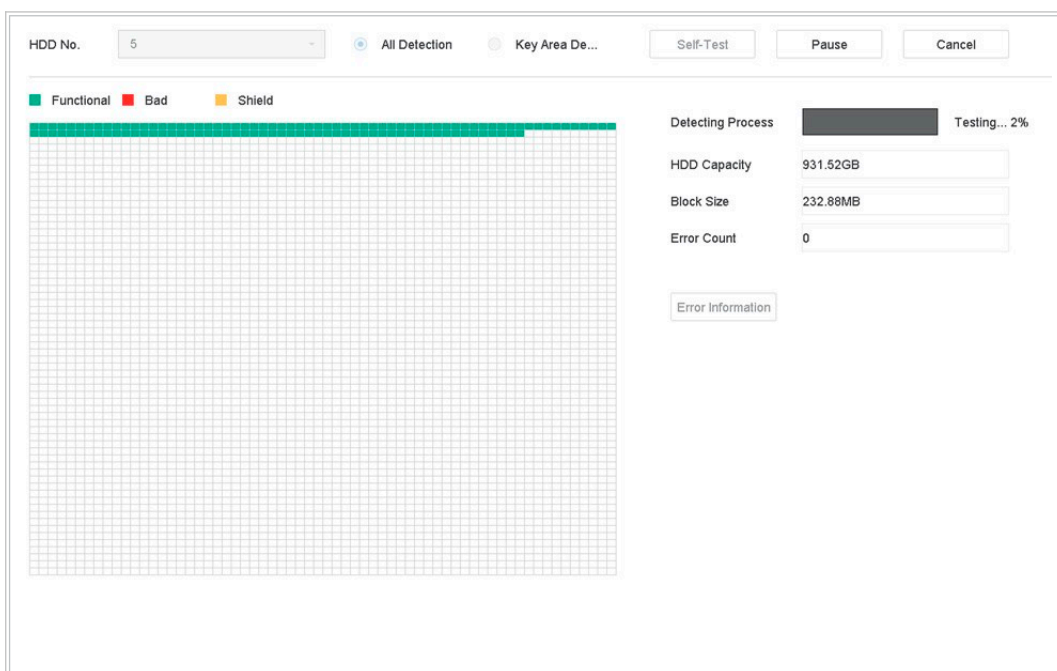 HDD No. 5 All Detection Key Area De... Self-Test Pause Cancel
Functional Bad Shield
Detecting Process Testing... 2%
HDD Capacity 931.52GB
Block Size 232.88MB
Error Count 0
Error Information